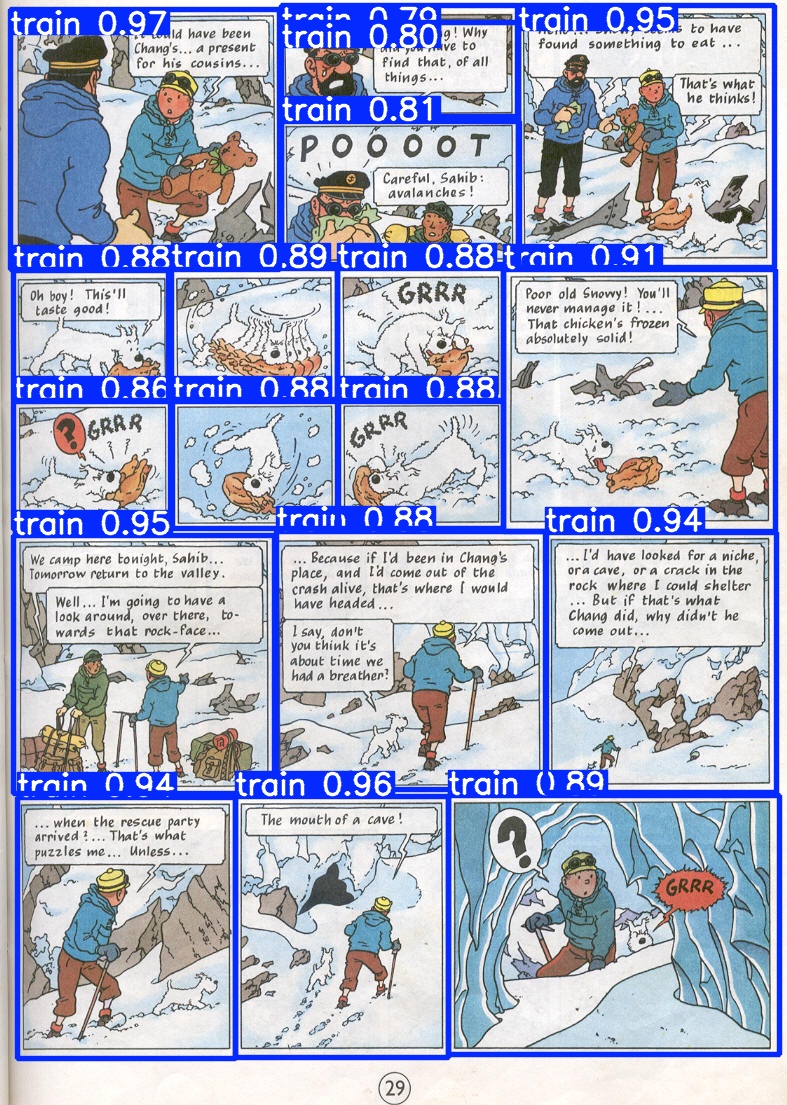 train 0.97
could have been
Chang's... a present
for his cousins...
train 0.79
train 0.80
Why
you have to
find that, of all
things...
train 0.81
POOOOT
Careful, Sahib:
avalanches!
train 0.95
to have
found something to eat...
That's what
he thinks!
train 0.88
Oh boy! This'll
taste good!
train 0.89
train 0.88
GRRR
train 0.91
Poor old Snowy! You'll
never manage it!...
That chicken's frozen
absolutely solid!
train 0.86
?
GRRR
train 0.88
train 0.88
GRRR
train 0.95
We camp here tonight, Sahib...
Tomorrow return to the valley.
Well... I'm going to have a
look around, over there, to-
wards that rock-face...
train 0.88
... Because if I'd been in Chang's
place, and I'd come out of the
crash alive, that's where I would
have headed...
I say, don't
you think it's
about time we
had a breather?
train 0.94
...I'd have looked for a niche,
or a cave, or a crack in the
rock where I could shelter
... But if that's what
Chang did, why didn't he
come out...
train 0.94
...when the rescue party
arrived?... That's what
puzzles me... Unless...
train 0.96
The mouth of a cave!
train 0.89
?
GRRR
29